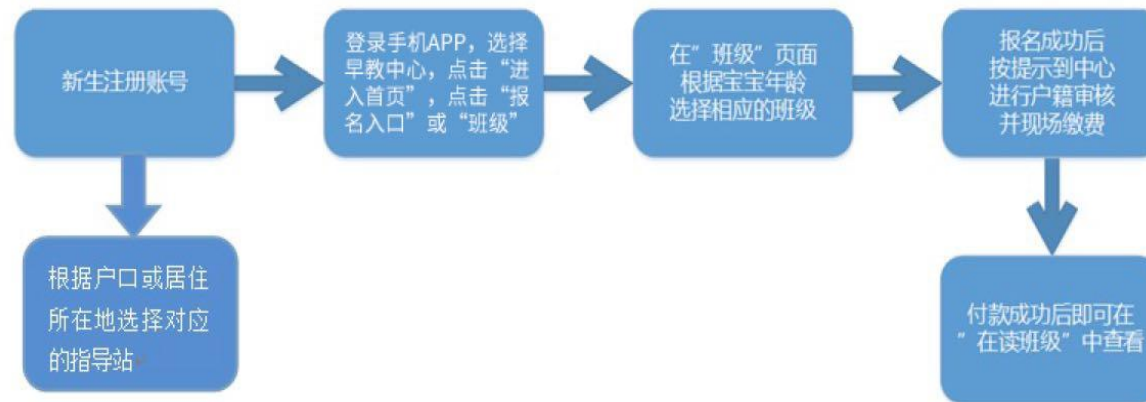 新生注册账号
登录手机APP，选择
早教中心，点击“进
入首页”，点击“报
名入口”或“班级”
在”班级”页面
根据宝宝年龄
选择相应的班级
报名成功后
按提示到中心
进行户籍审核
并现场缴费
根据户口或居住
所在地选择对应
的指导站
付款成功后即可在
”在读班级”中查看